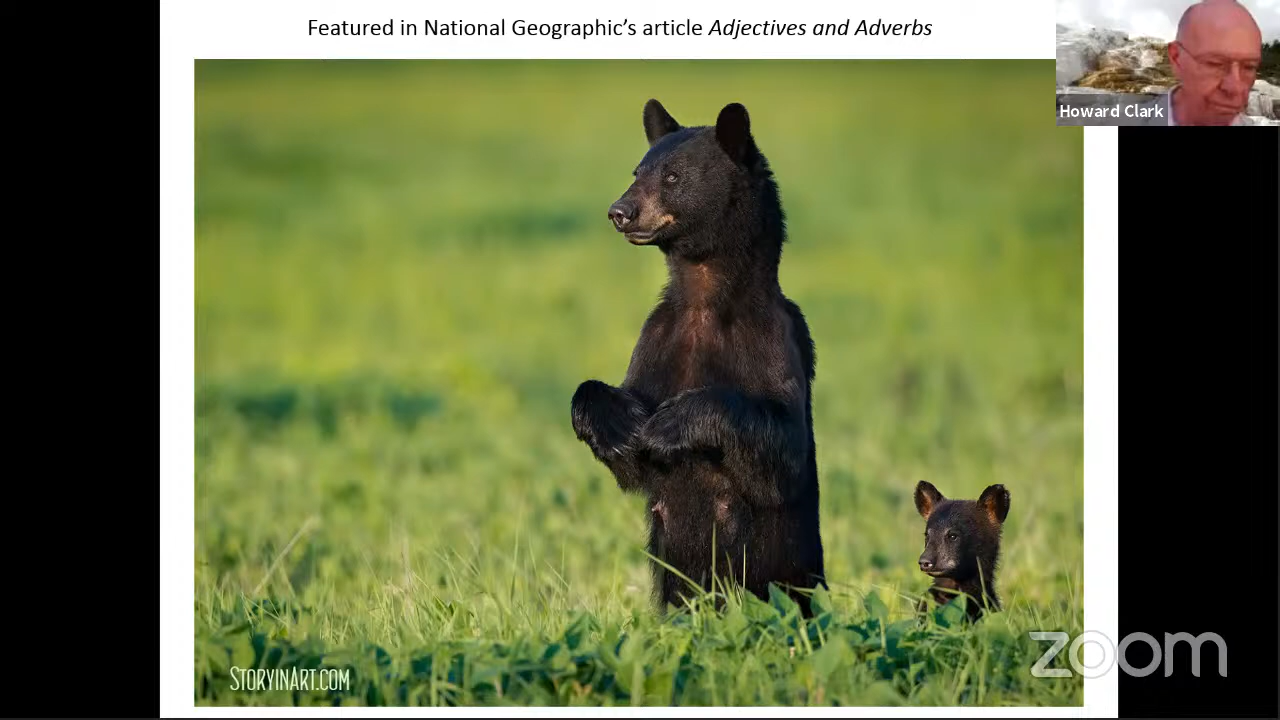 Featured in National Geographic’s article Adjectives and Adverbs
Howard Clark
STORYINART.COM
zoom